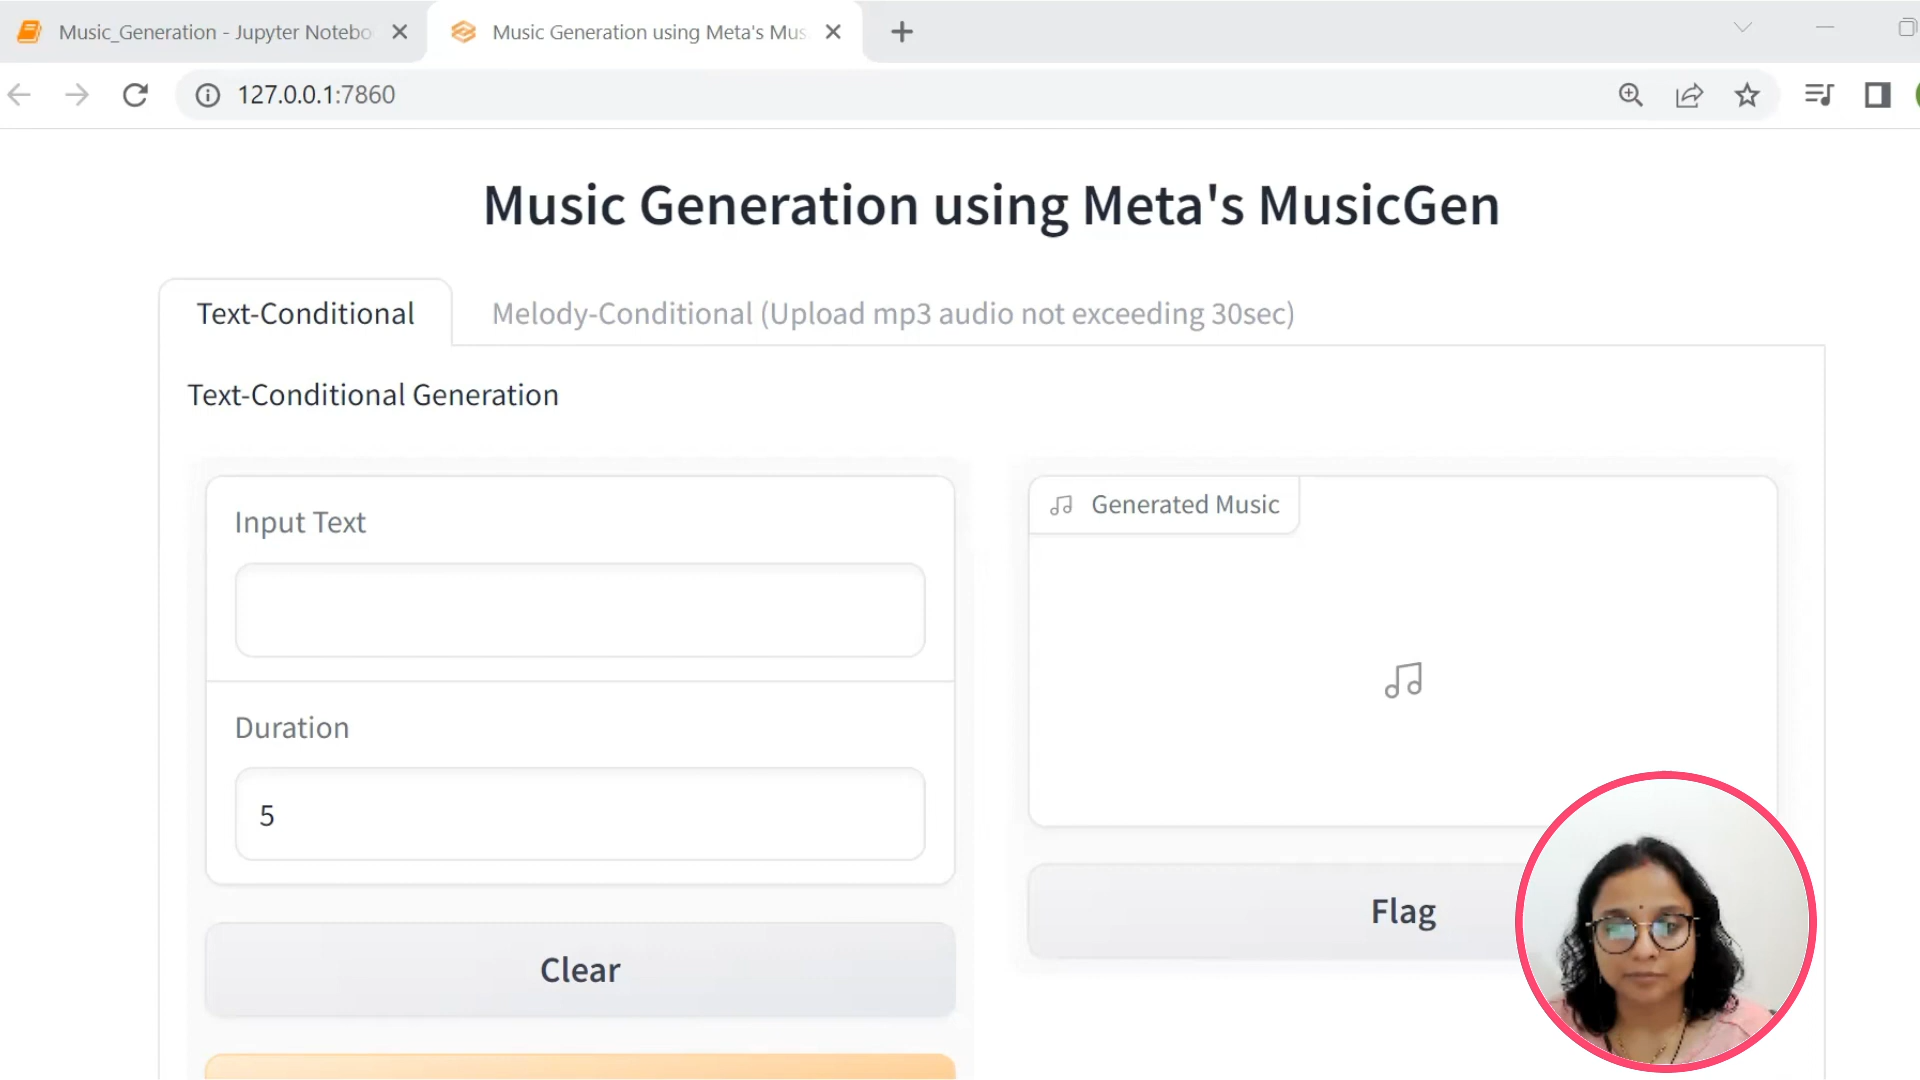 Music_Generation - Jupyter Notebo
Music Generation using Meta's Mus
127.0.0.1:7860
Music Generation using Meta's MusicGen
Text-Conditional
Melody-Conditional (Upload mp3 audio not exceeding 30sec)
Text-Conditional Generation
Input Text
Generated Music
Duration
5
Flag
Clear